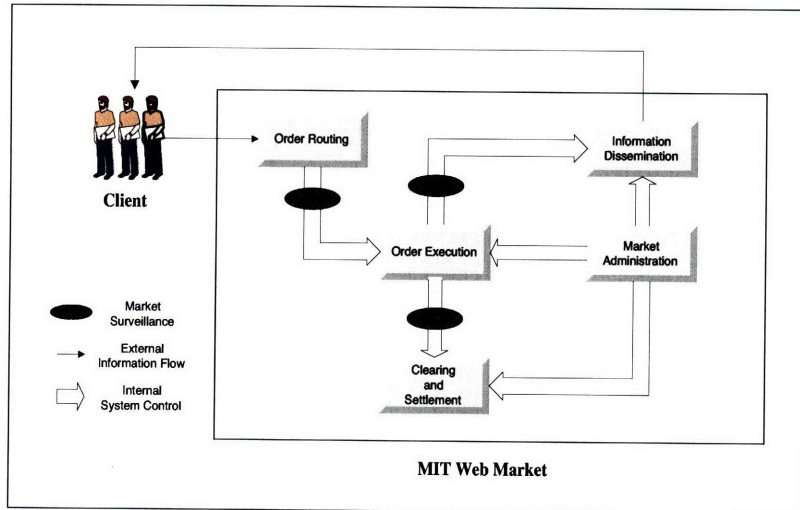 Order Routing
Information
Dissemination
Client
Order Execution
Market
Administration
Market
Surveillance
External
Information Flow
Internal
System Control
Clearing
and
Settlement
MIT Web Market